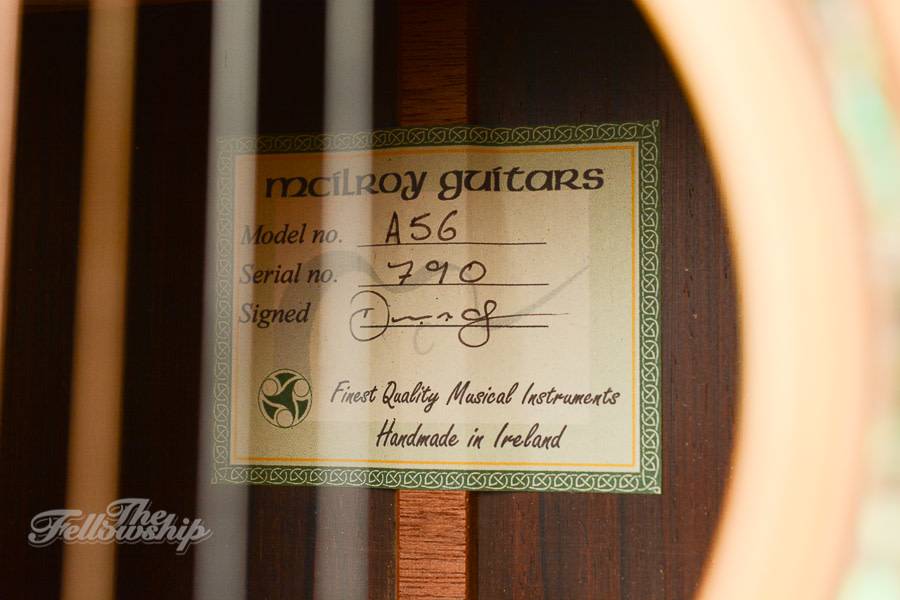 mcilroy guitars
Model no. A56
Serial no. 790
Signed
Finest Quality Musical Instruments
Handmade in Ireland
The
Fellowship